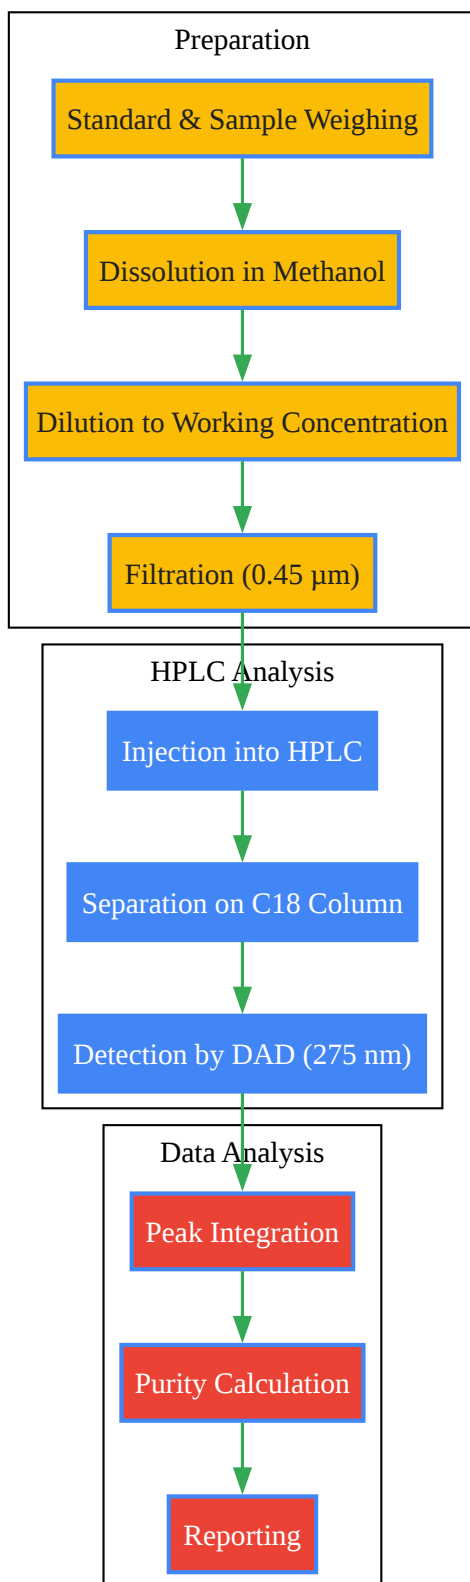 Preparation
Standard & Sample Weighing
Dissolution in Methanol
Dilution to Working Concentration
Filtration (0.45 µm)
HPLC Analysis
Injection into HPLC
Separation on C18 Column
Detection by DAD (275 nm)
Data Analysis
Peak Integration
Purity Calculation
Reporting